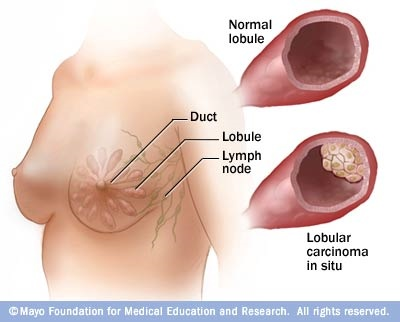 Normal
lobule
Duct
Lobule
Lymph
node
Lobular
carcinoma
in situ
©Mayo Foundation for Medical Education and Research. All rights reserved.